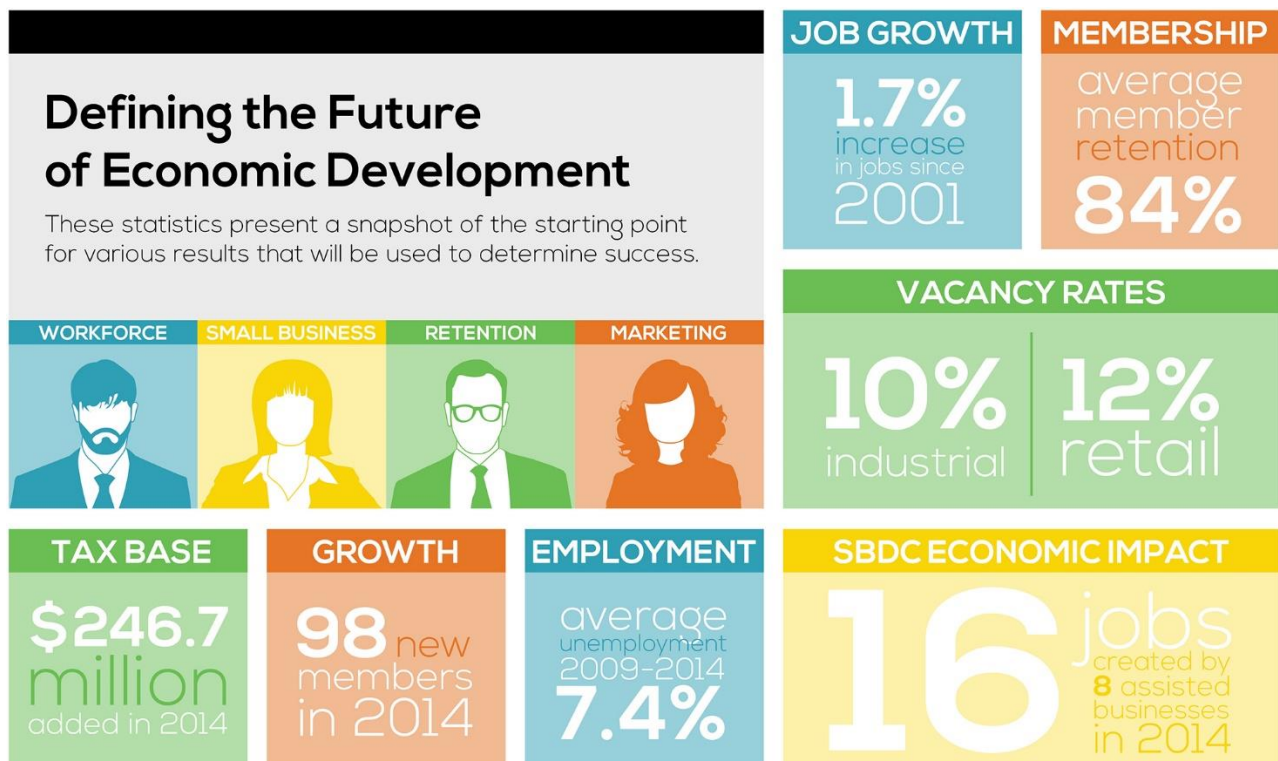 Defining the Future
of Economic Development
These statistics present a snapshot of the starting point
for various results that will be used to determine success.
WORKFORCE
SMALL BUSINESS
RETENTION
MARKETING
JOB GROWTH
1.7%
increase
in jobs since
2001
MEMBERSHIP
average
member
retention
84%
VACANCY RATES
10%
industrial
12%
retail
TAX BASE
$246.7
million
added in 2014
GROWTH
98 new
members
in 2014
EMPLOYMENT
average
unemployment
2009-2014
7.4%
SBDC ECONOMIC IMPACT
16 jobs
created by
8 assisted
businesses
in 2014